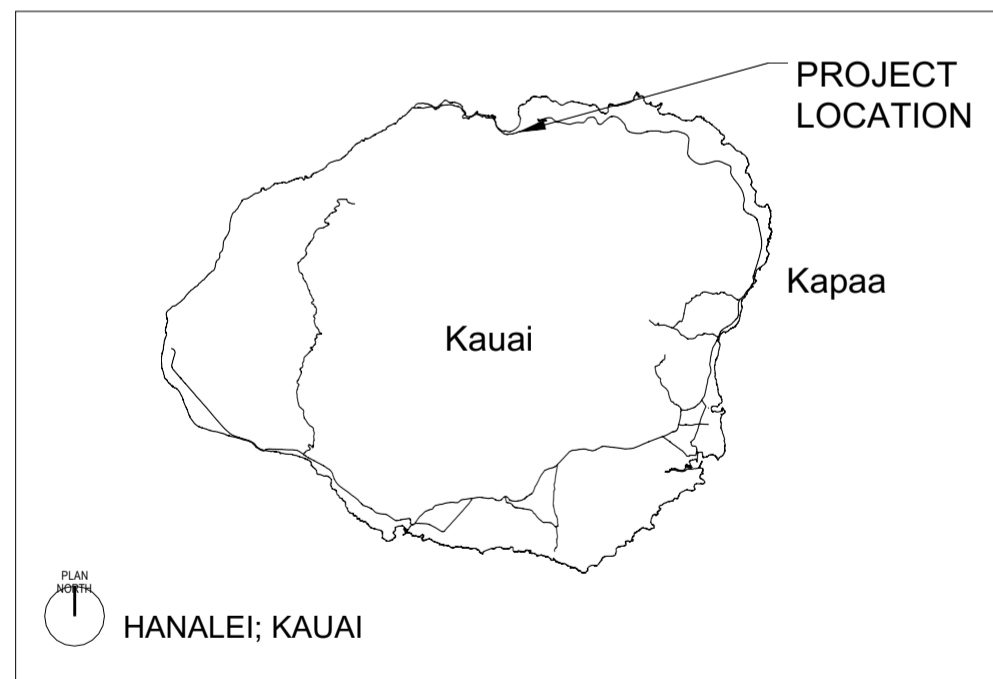 PROJECT
LOCATION
Kapaa
Kauai
PLAN
NORTH
HANALEI; KAUAI